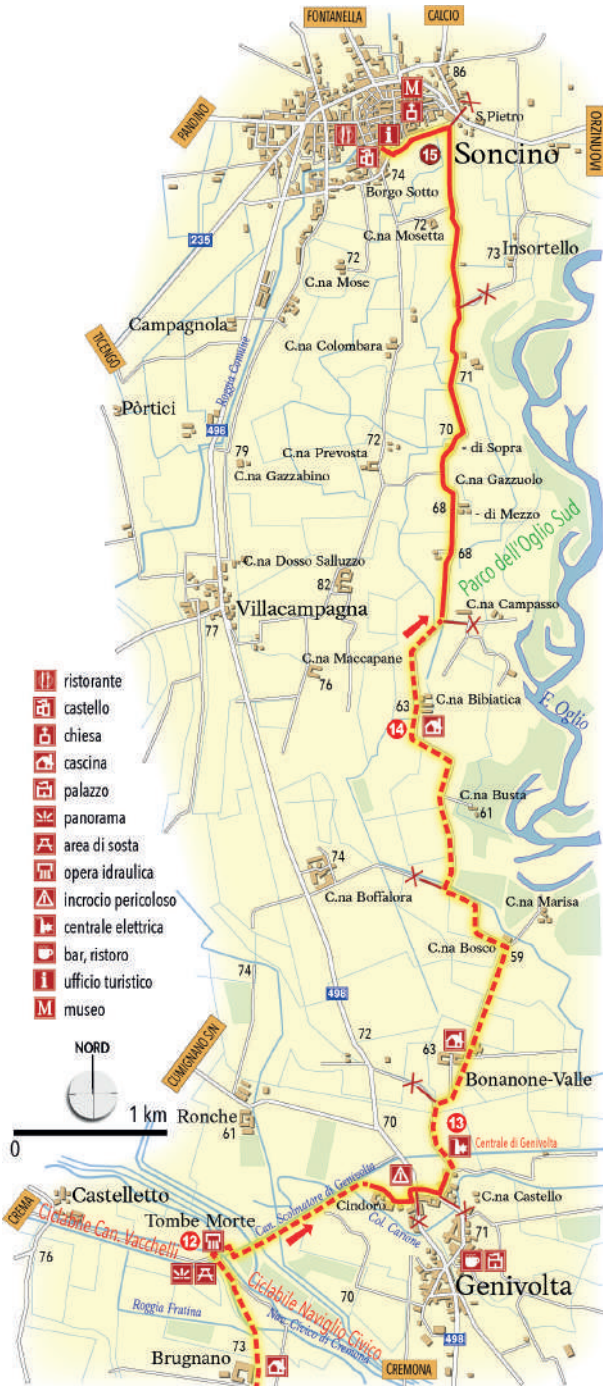 FONTANELLA
CALCIO
86
M
S.Pietro
PANDINO
ORZINUOVI
i
15
Soncino
74
Borgo Sotto
72
C.na Mosetta
235
73
Insortello
72
C.na Mose
Campagnola
C.na Colombara
TICENGO
Roggia Comune
71
Pòrtici
498
70
72
- di Sopra
C.na Prevosta
79
C.na Gazzabino
C.na Gazzuolo
68
- di Mezzo
Parco dell'Oglio Sud
68
C.na Dosso Salluzzo
82
Villacampagna
C.na Campasso
77
C.na Maccapane
76
63
C.na Bibiatica
14
F. Oglio
ristorante
castello
chiesa
cascina
palazzo
panorama
area di sosta
opera idraulica
incrocio pericoloso
centrale elettrica
bar, ristoro
i ufficio turistico
M museo
C.na Busta
61
74
C.na Boffalora
C.na Marisa
C.na Bosco
59
74
498
NORD
72
63
CUMIGNANO S/N
Bonanone-Valle
1 km
0
Ronche
61
70
13
Centrale di Genivolta
Can. Scolmatore di Genivolta
Castelletto
CREMA
Cindoru
C.na Castello
Tombe Morte
Col. Carione
Ciclabile Can. Vacchelli
12
71
76
Genivolta
Ciclabile Naviglio Civico
Roggia Fratina
70
Nav. Civico di Cremona
73
Brugnano
498
CREMONA